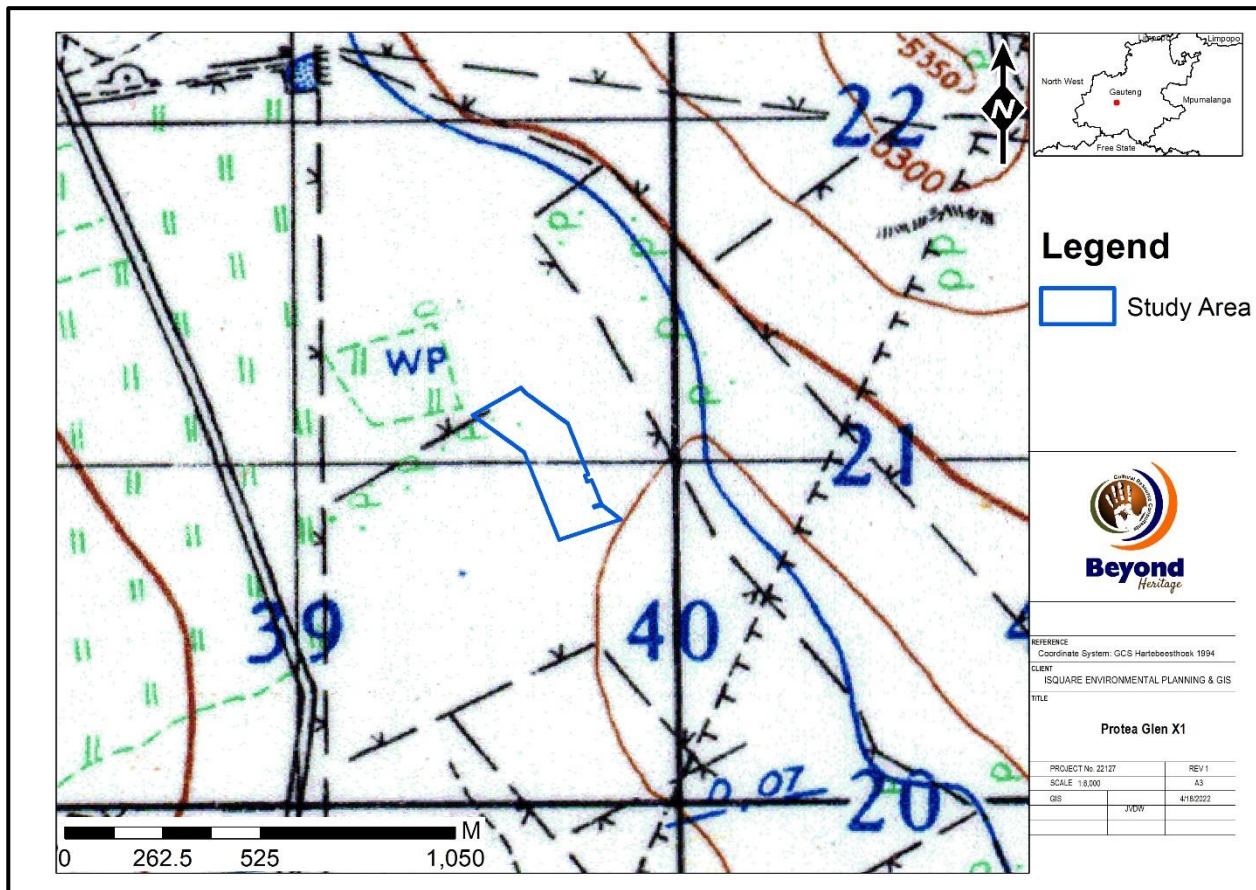 5350
22
0300
P
P
P
P
P
P
P
P
WP
21
39
40
0,07
20
P
4
M
0
262.5
525
1,050
N
Limpopo
Limpopo
North West
Gauteng
Mpumalanga
Free State
Legend
Study Area
Beyond
Heritage
REFERENCE
Coordinate System: GCS Hartebeesthoek 1994
CLIENT
ISQUARE ENVIRONMENTAL PLANNING & GIS
TITLE
Protea Glen X1
PROJECT No. 22127
REV 1
SCALE 1:8,000
A3
GIS
JVDW
4/18/2022